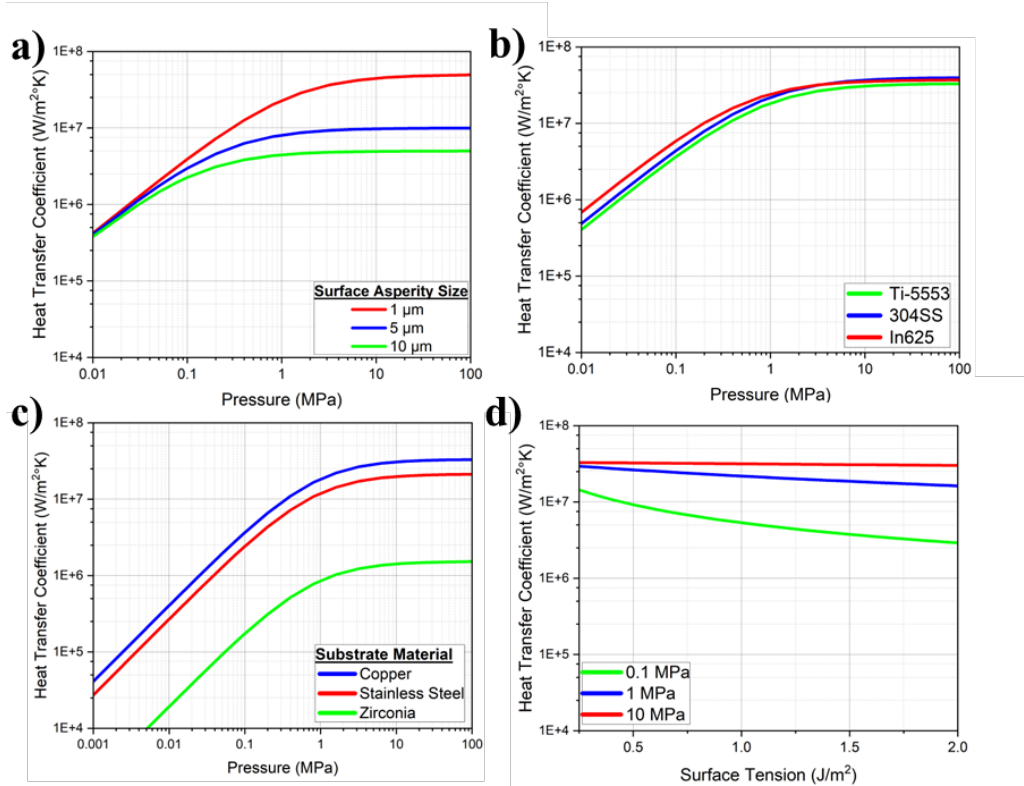 a)
Heat Transfer Coefficient (W/m²°K)
1E+8
1E+7
1E+6
1E+5
1E+4
0.01
0.1
1
10
100
Pressure (MPa)
Surface Asperity Size
1 µm
5 µm
10 µm
b)
Heat Transfer Coefficient (W/m²°K)
1E+8
1E+7
1E+6
1E+5
1E+4
0.01
0.1
1
10
100
Pressure (MPa)
Ti-5553
304SS
In625
c)
Heat Transfer Coefficient (W/m²°K)
1E+8
1E+7
1E+6
1E+5
1E+4
0.001
0.01
0.1
1
10
100
Pressure (MPa)
Substrate Material
Copper
Stainless Steel
Zirconia
d)
Heat Transfer Coefficient (W/m²°K)
1E+8
1E+7
1E+6
1E+5
1E+4
0.5
1.0
1.5
2.0
Surface Tension (J/m²)
0.1 MPa
1 MPa
10 MPa